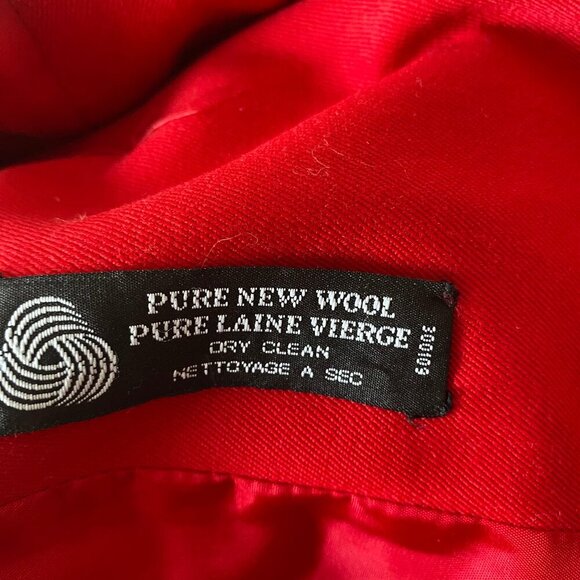 PURE NEW WOOL
PURE LAINE VIERGE
DRY CLEAN
NETTOYAGE A SEC
300109